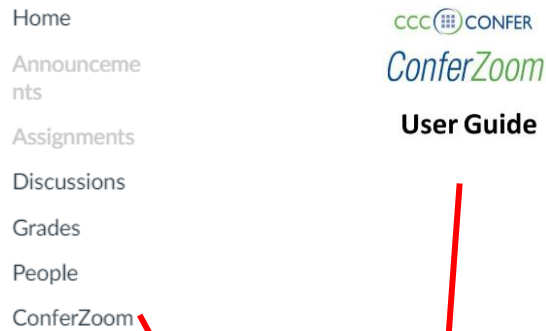 Home
Announceme
nts
Assignments
Discussions
Grades
People
ConferZoom
CCC CONFER
ConferZoom
User Guide